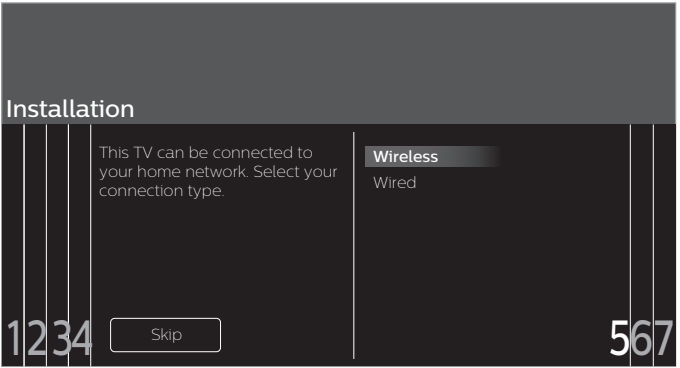 Installation
This TV can be connected to
your home network. Select your
connection type.
Wireless
Wired
1234
Skip
567